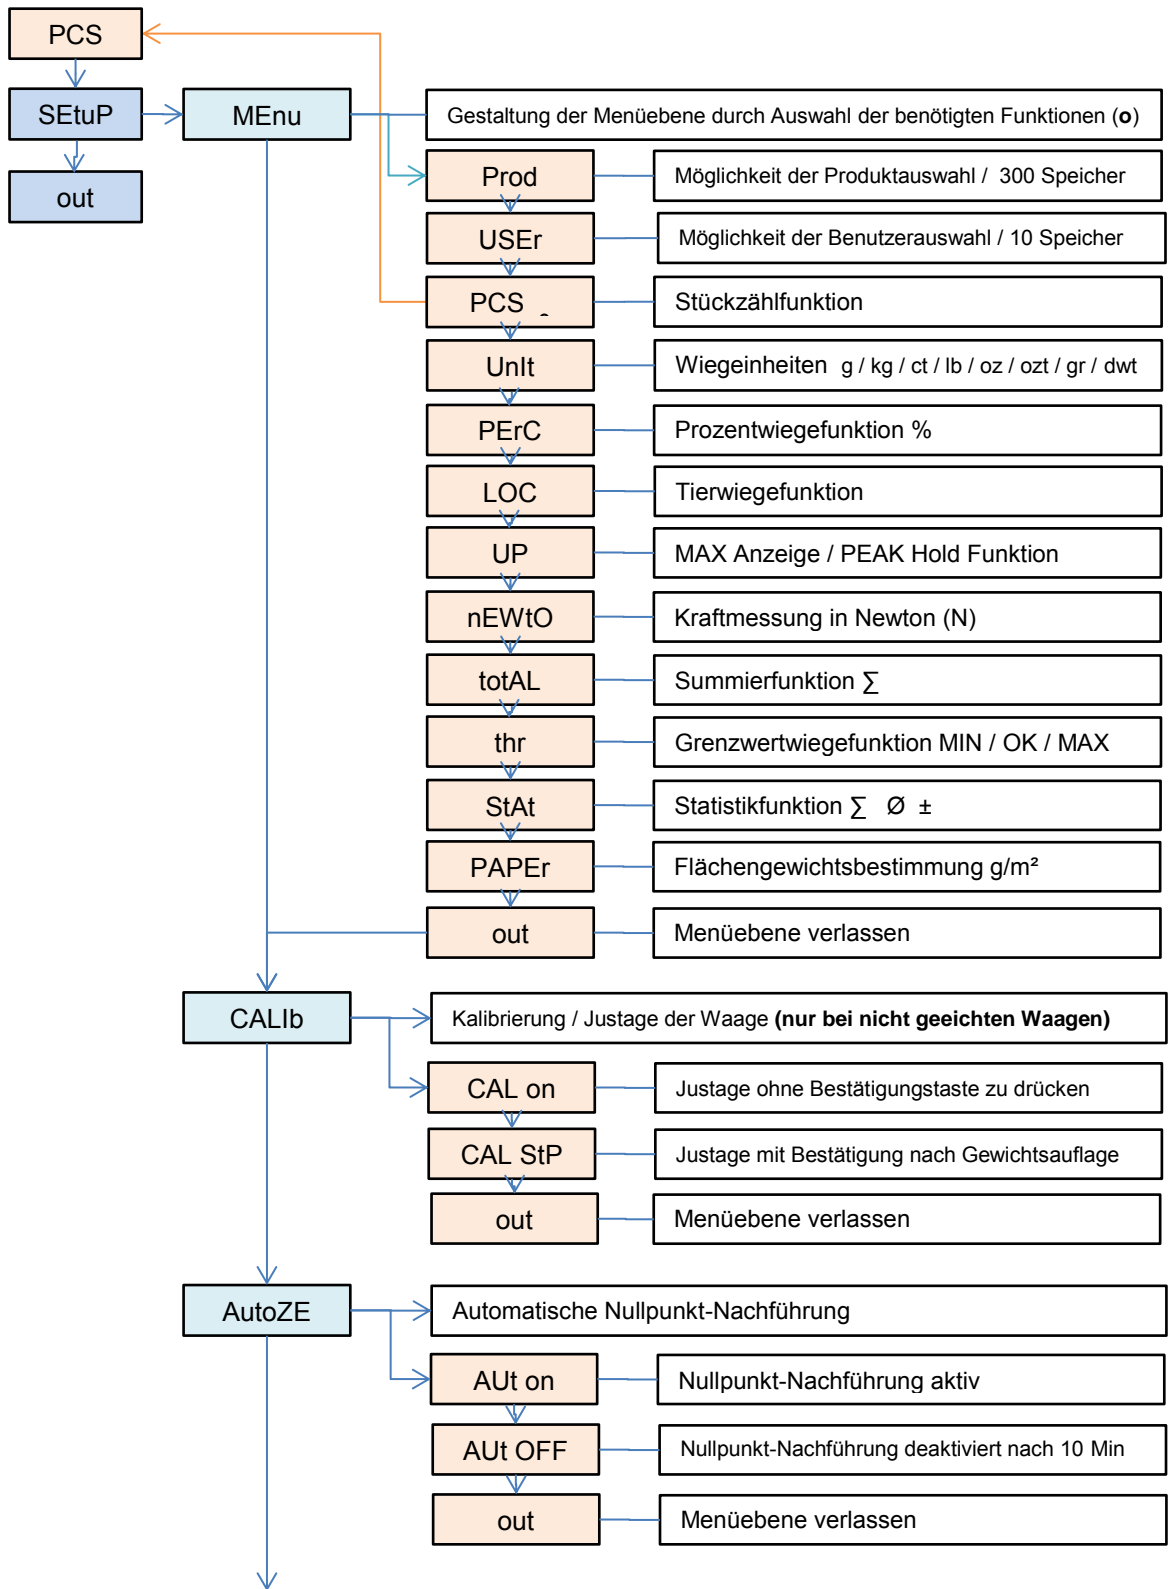 PCS
SEtuP
MEnu
Gestaltung der Menüebene durch Auswahl der benötigten Funktionen (o)
out
Prod
Möglichkeit der Produktauswahl / 300 Speicher
USEr
Möglichkeit der Benutzerauswahl / 10 Speicher
PCS
Stückzählfunktion
UnIt
Wiegeinheiten g / kg / ct / lb / oz / ozt / gr / dwt
PErC
Prozentwiegefunktion %
LOC
Tierwiegefunktion
UP
MAX Anzeige / PEAK Hold Funktion
nEWtO
Kraftmessung in Newton (N)
totAL
Summierfunktion ∑
thr
Grenzwertwiegefunktion MIN / OK / MAX
StAt
Statistikfunktion ∑ Ø ±
PAPEr
Flächengewichtsbestimmung g/m²
out
Menüebene verlassen
CALIb
Kalibrierung / Justage der Waage (nur bei nicht geeichten Waagen)
CAL on
Justage ohne Bestätigungstaste zu drücken
CAL StP
Justage mit Bestätigung nach Gewichtsauflage
out
Menüebene verlassen
AutoZE
Automatische Nullpunkt-Nachführung
AUt on
Nullpunkt-Nachführung aktiv
AUt OFF
Nullpunkt-Nachführung deaktiviert nach 10 Min
out
Menüebene verlassen